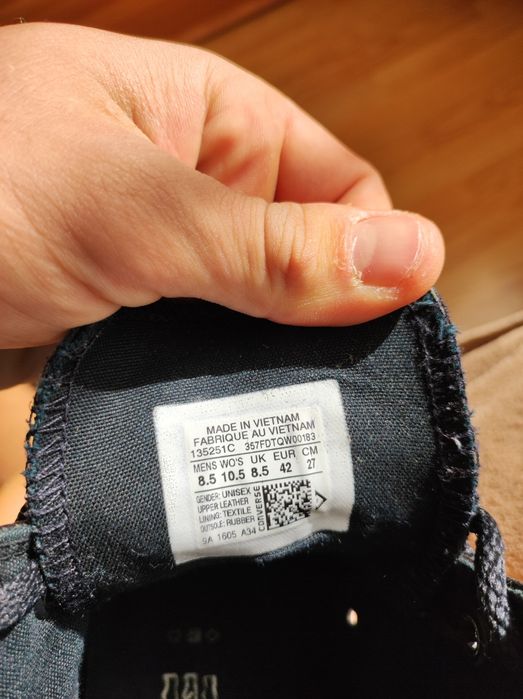 MADE IN VIETNAM
FABRIQUE AU VIETNAM
135251C 357FDTQW00183
MENS WO'S UK EUR CM
8.5 10.5 8.5 42 27
GENDER: UNISEX
UPPER LEATHER
LINING: TEXTILE
OUTSOLE: RUBBER
CONVERSE
9A 1605 A34